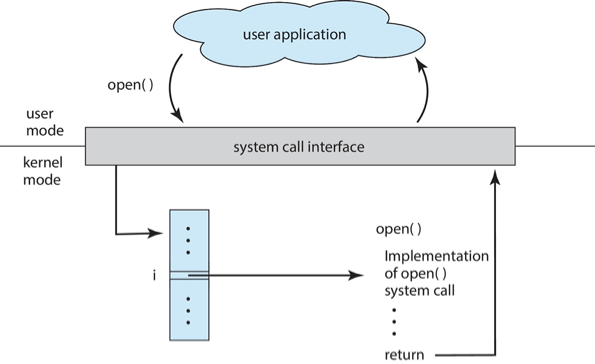 user application
open( )
user
mode
system call interface
kernel
mode
i
open( )
Implementation
of open( )
system call
return